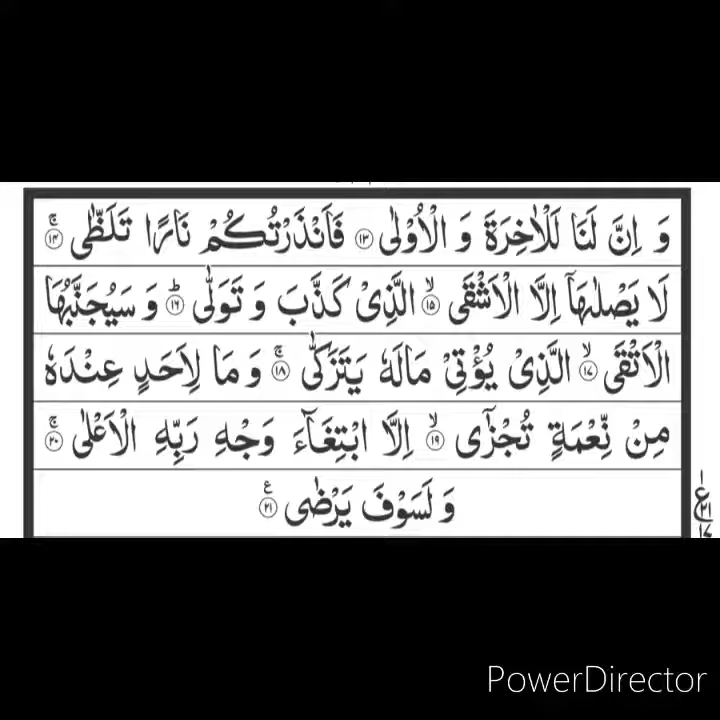 وَ اِنَّ لَنَا لَلْاٰخِرَةَ وَ الْاُوْلٰى ﴿۱۳﴾ فَاَنْذَرْتُكُمْ نَارًا تَلَظّٰى ۚ﴿۱۴﴾
لَا يَصْلٰىهَاۤ اِلَّا الْاَشْقَى ۙ﴿۱۵﴾ الَّذِىْ كَذَّبَ وَ تَوَلّٰى ؕ﴿۱۶﴾ وَ سَيُجَنَّبُهَا
الْاَتْقَى ۙ﴿۱۷﴾ الَّذِىْ يُؤْتِىْ مَالَهٗ يَتَزَكّٰى ۚ﴿۱۸﴾ وَ مَا لِاَحَدٍ عِنْدَهٗ
مِنْ نِّعْمَةٍ تُجْزٰٓى ۙ﴿۱۹﴾ اِلَّا ابْتِغَآءَ وَجْهِ رَبِّهِ الْاَعْلٰى ۚ﴿۲۰﴾
وَ لَسَوْفَ يَرْضٰى ﴿۲۱﴾ع
PowerDirector